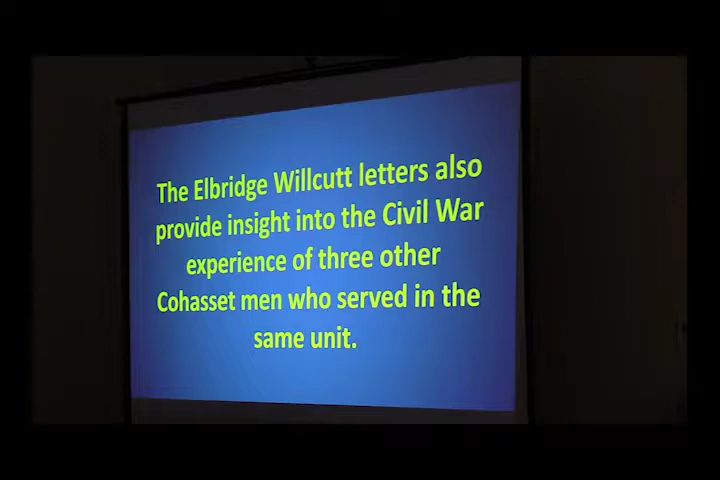 The Elbridge Willcutt letters also
provide insight into the Civil War
experience of three other
Cohasset men who served in the
same unit.